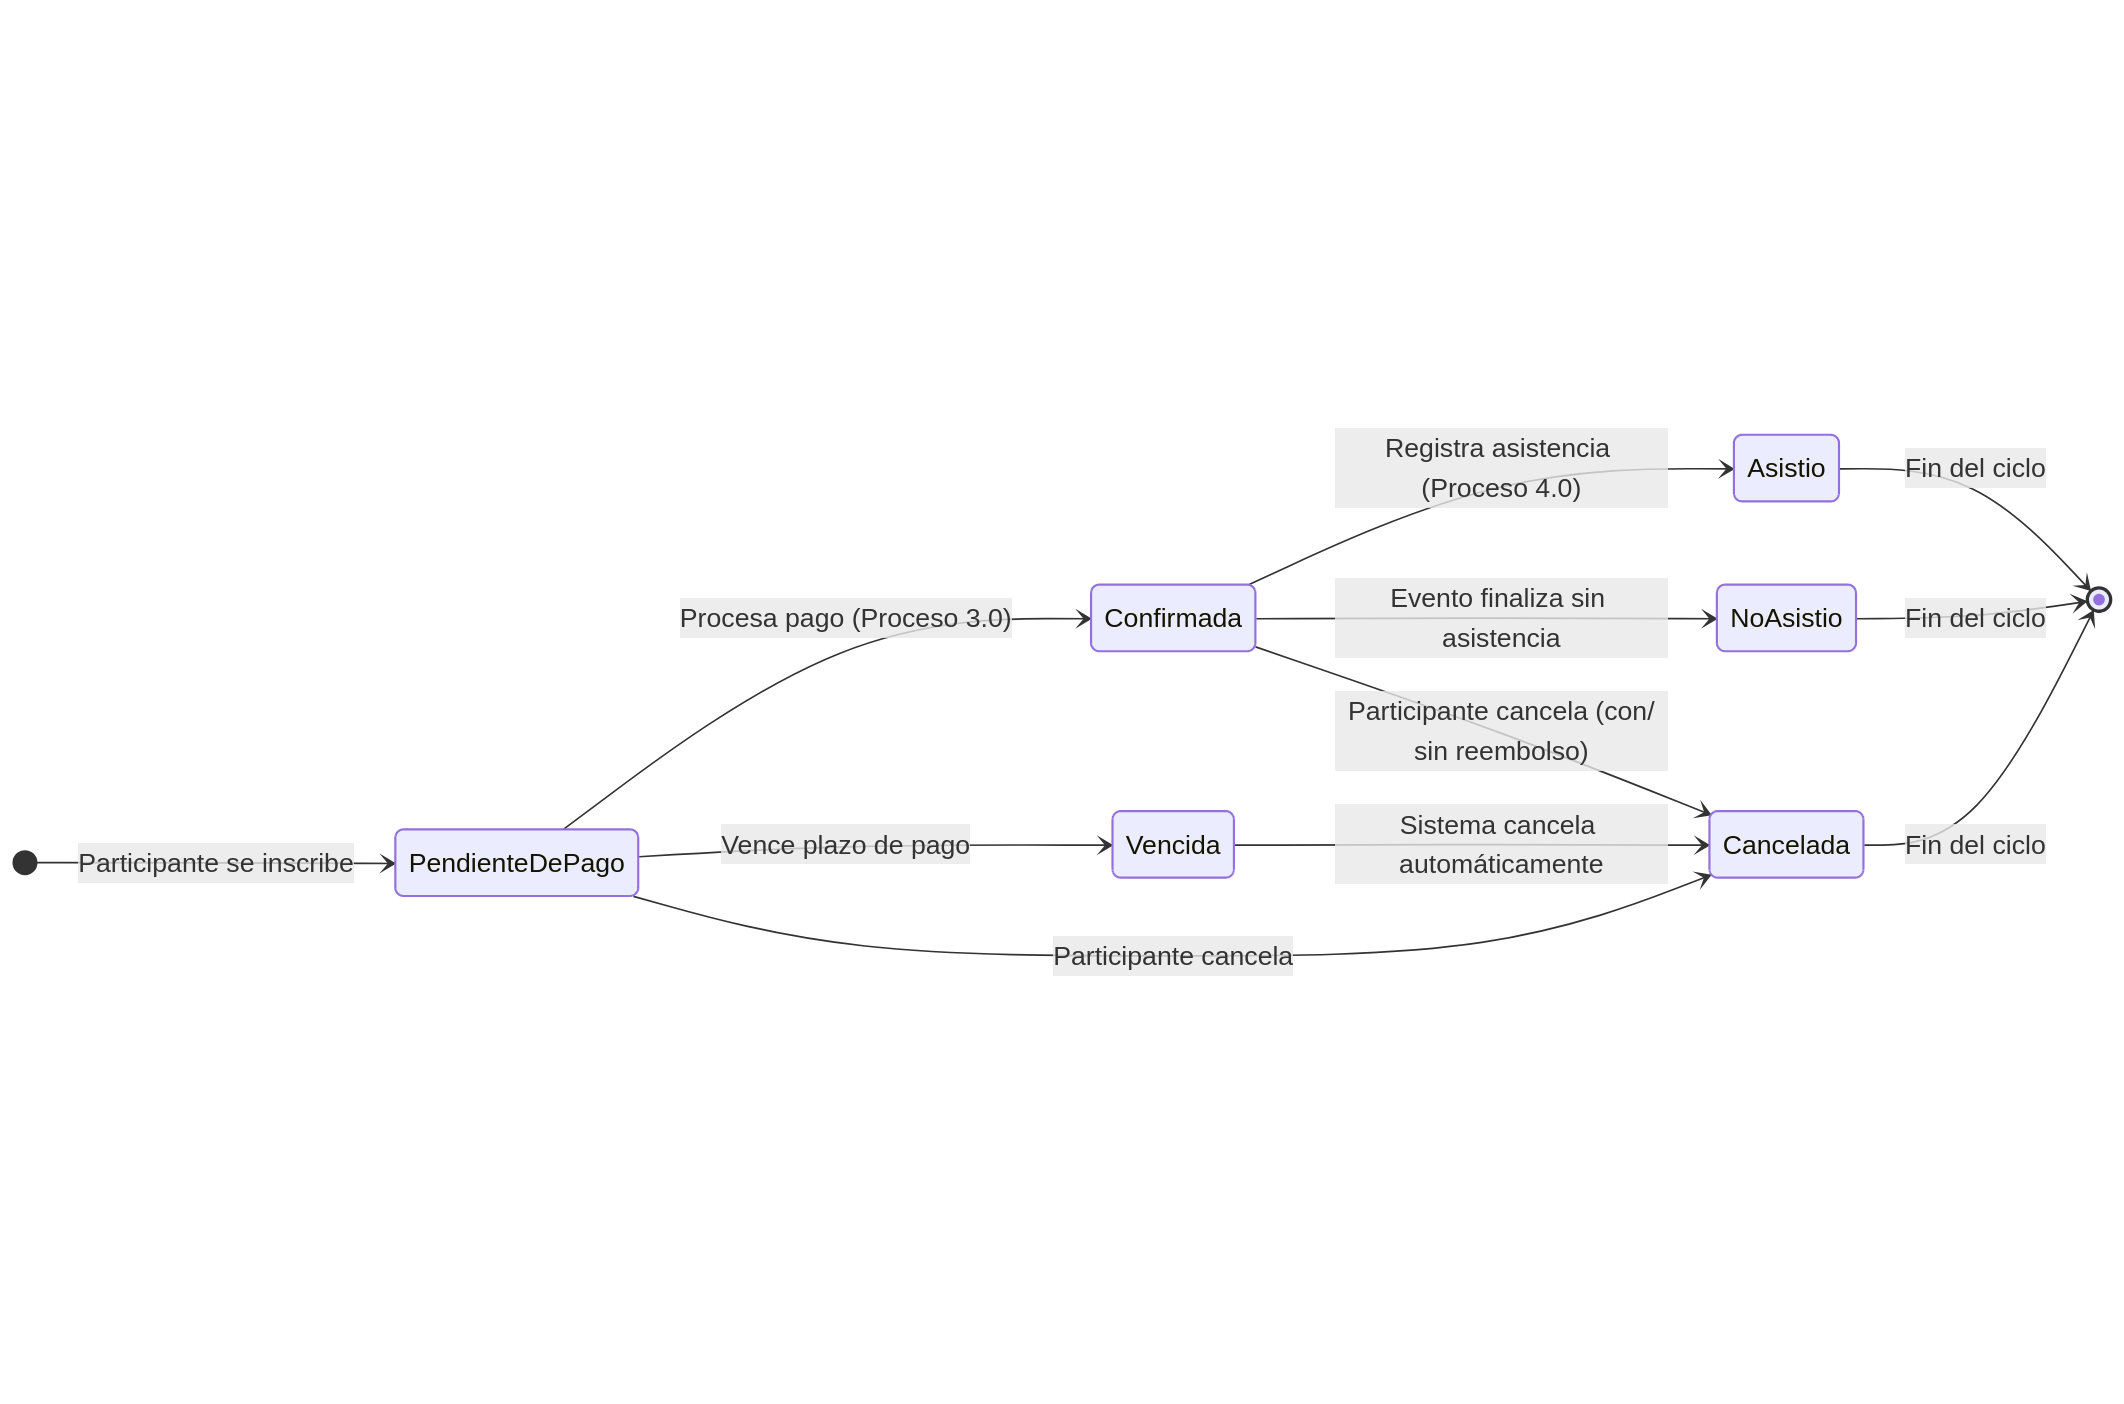 Registra asistencia
(Proceso 4.0)
Asistio
Fin del ciclo
Procesa pago (Proceso 3.0)
Confirmada
Evento finaliza sin
asistencia
NoAsistio
Fin del ciclo
Participante cancela (con/
sin reembolso)
Participante se inscribe
PendienteDePago
Vence plazo de pago
Vencida
Sistema cancela
automáticamente
Cancelada
Fin del ciclo
Participante cancela